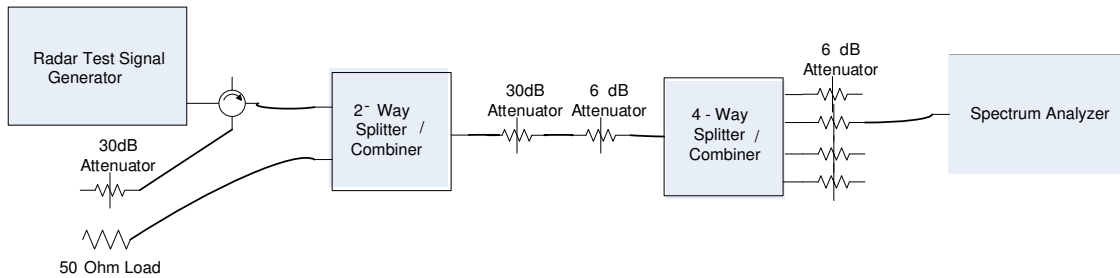 Radar Test Signal
Generator
30dB
Attenuator
50 Ohm Load
2- Way
Splitter /
Combiner
30dB
Attenuator
6 dB
Attenuator
4 - Way
Splitter /
Combiner
6 dB
Attenuator
Spectrum Analyzer